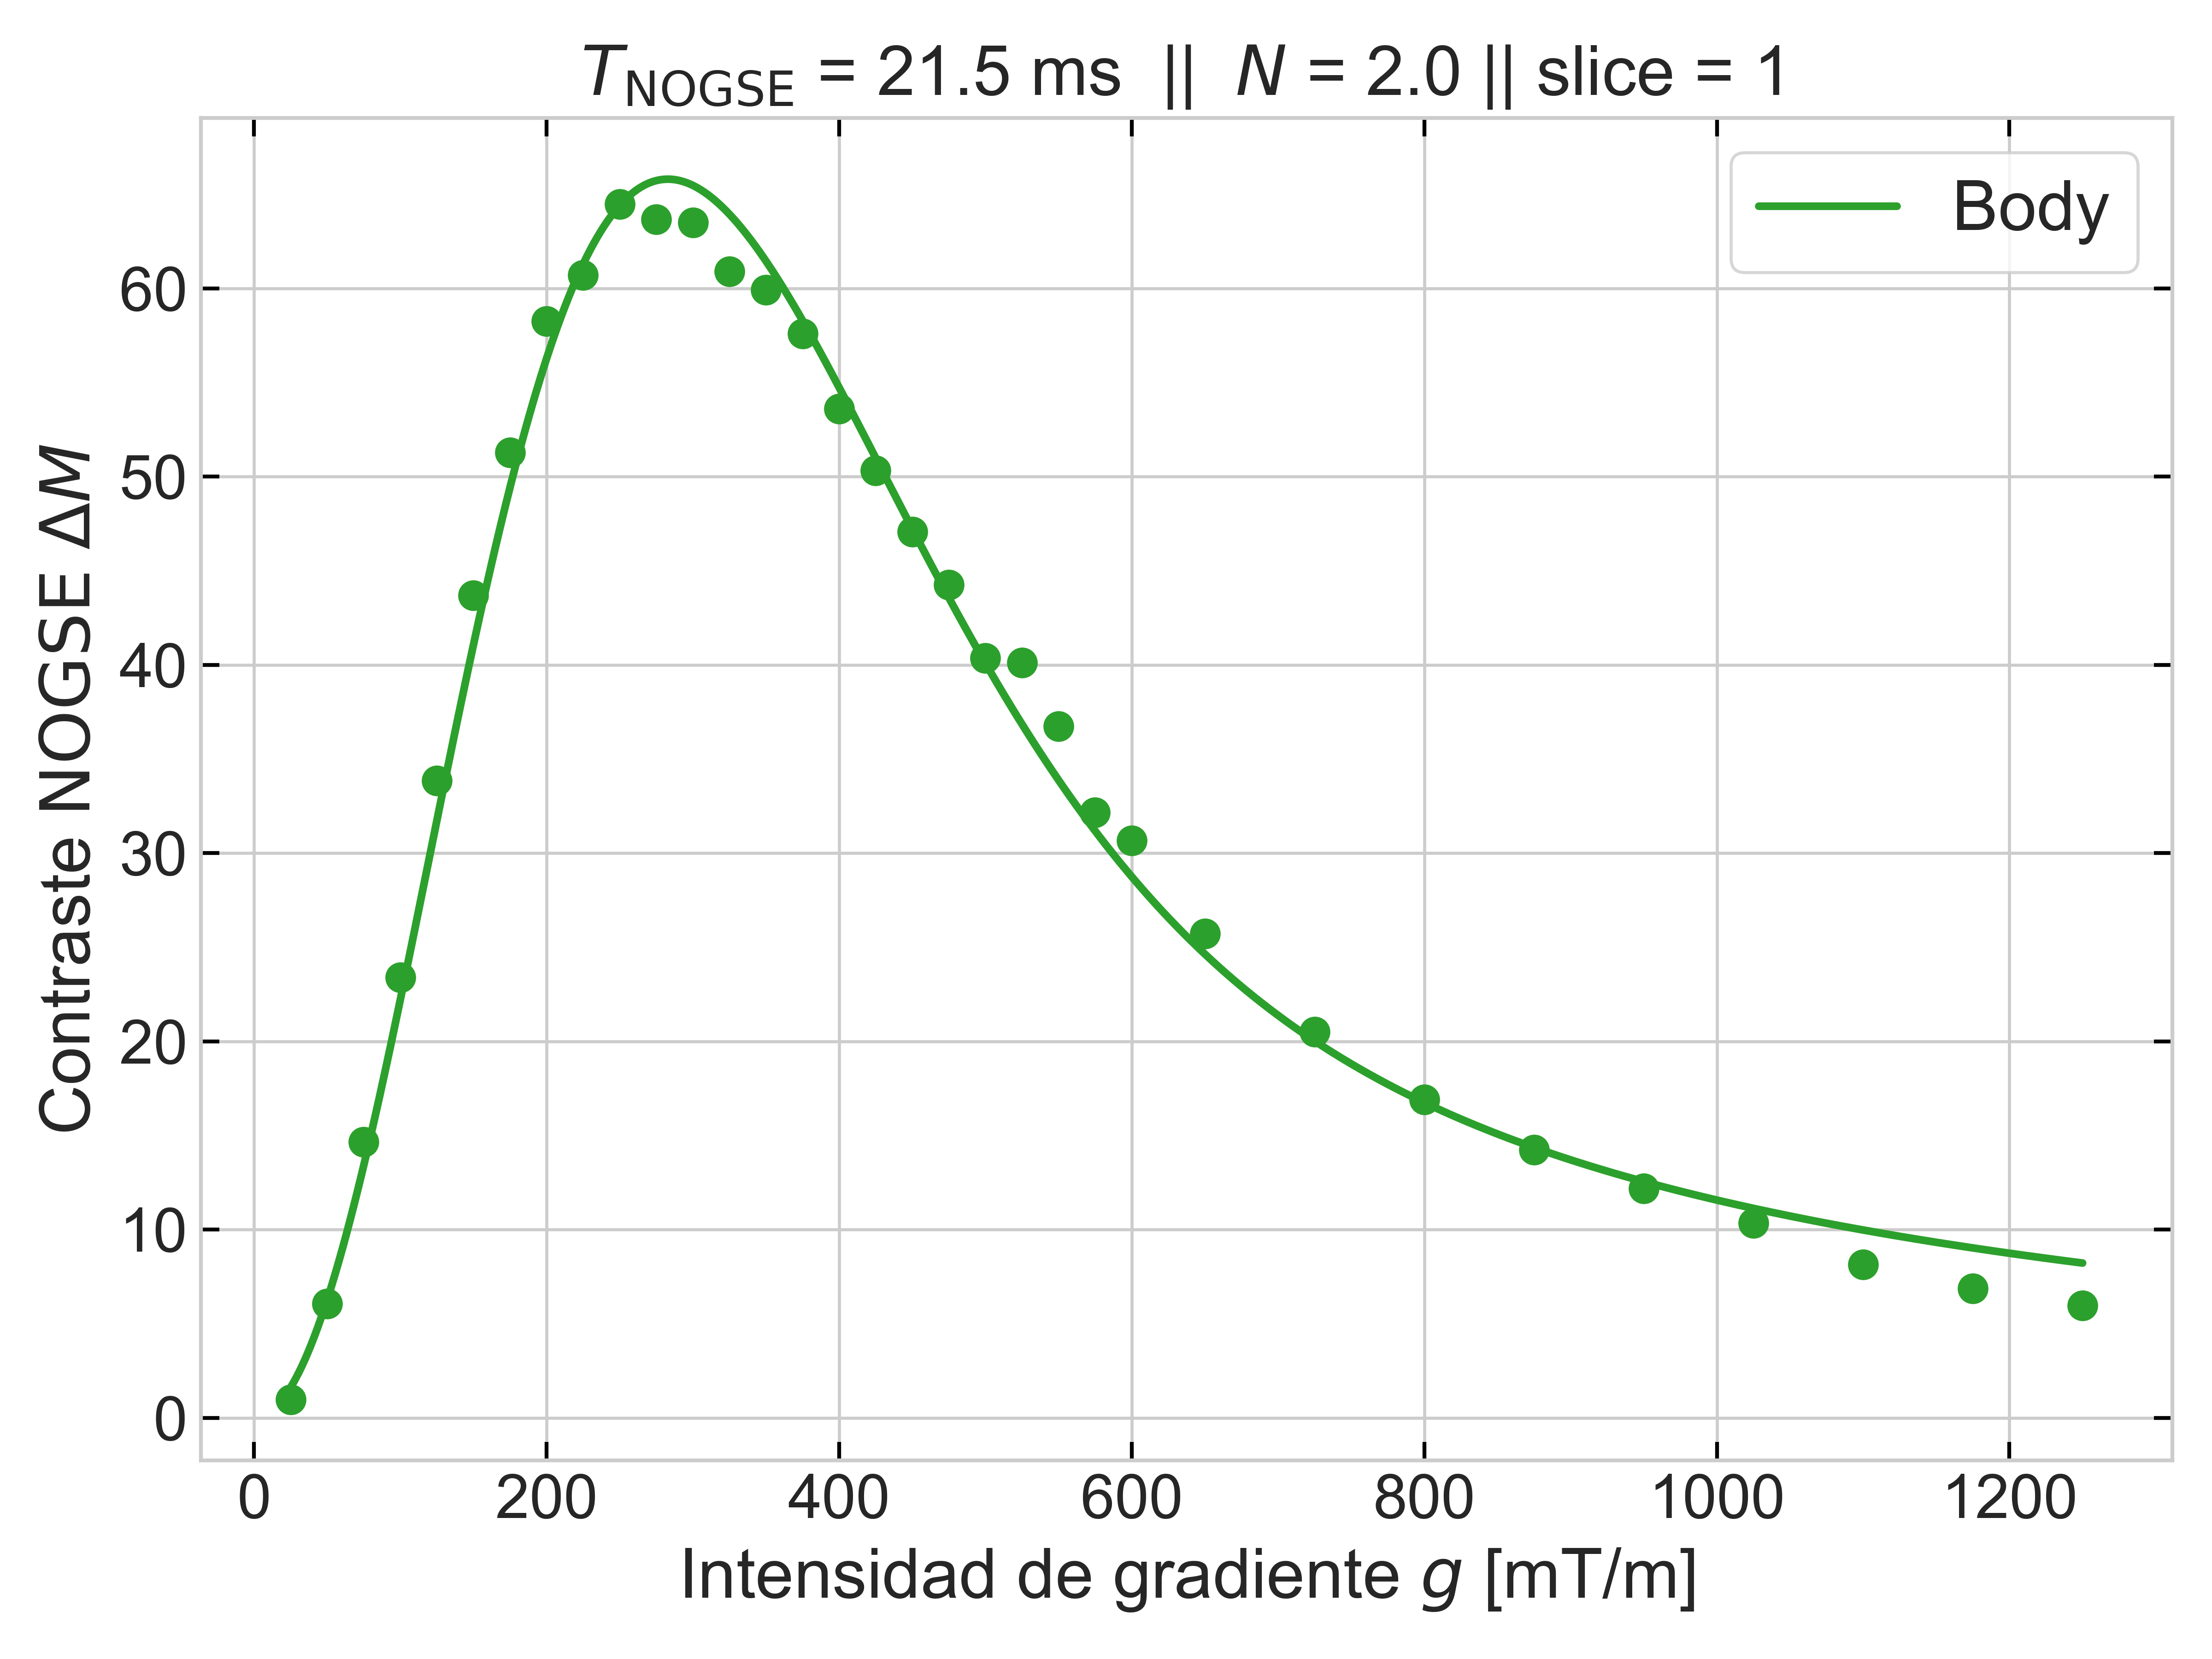 T_NOGSE = 21.5 ms || N = 2.0 || slice = 1
Body
Contraste NOGSE ΔM
60
50
40
30
20
10
0
0 200 400 600 800 1000 1200
Intensidad de gradiente g [mT/m]